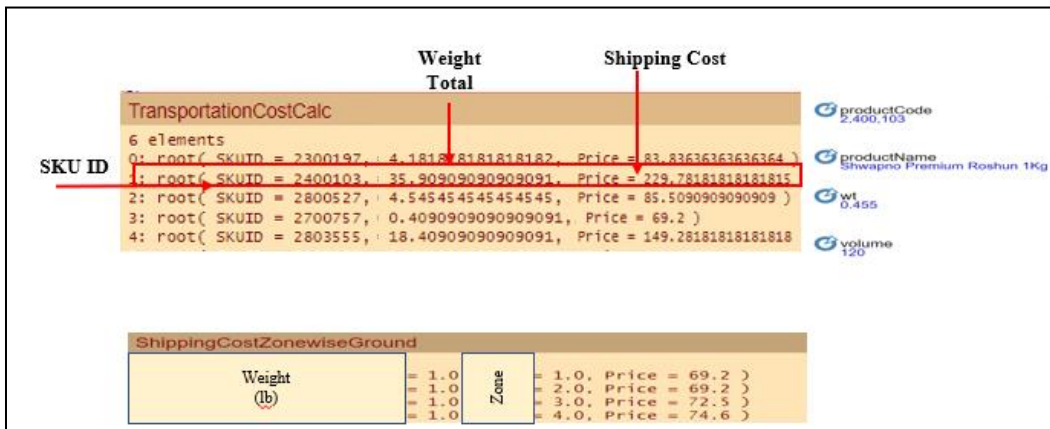 Weight
Total
Shipping Cost
SKU ID
TransportationCostCalc
6 elements
0: root( SKUID = 2300197, 4.181818181818182, Price = 83.83636363636364 )
1: root( SKUID = 2400103, 35.90909090909091, Price = 229.78181818181815
2: root( SKUID = 2800527, 4.545454545454545, Price = 85.5090909090909 )
3: root( SKUID = 2700757, 0.4090909090909091, Price = 69.2 )
4: root( SKUID = 2803555, 18.40909090909091, Price = 149.28181818181818
productCode
2,400,103
productName
Shwapno Premium Roshun 1Kg
wt
0.455
volume
120
ShippingCostZonewiseGround
Weight
(lb)
Zone
= 1.0 = 1.0, Price = 69.2 )
= 1.0 = 2.0, Price = 69.2 )
= 1.0 = 3.0, Price = 72.5 )
= 1.0 = 4.0, Price = 74.6 )